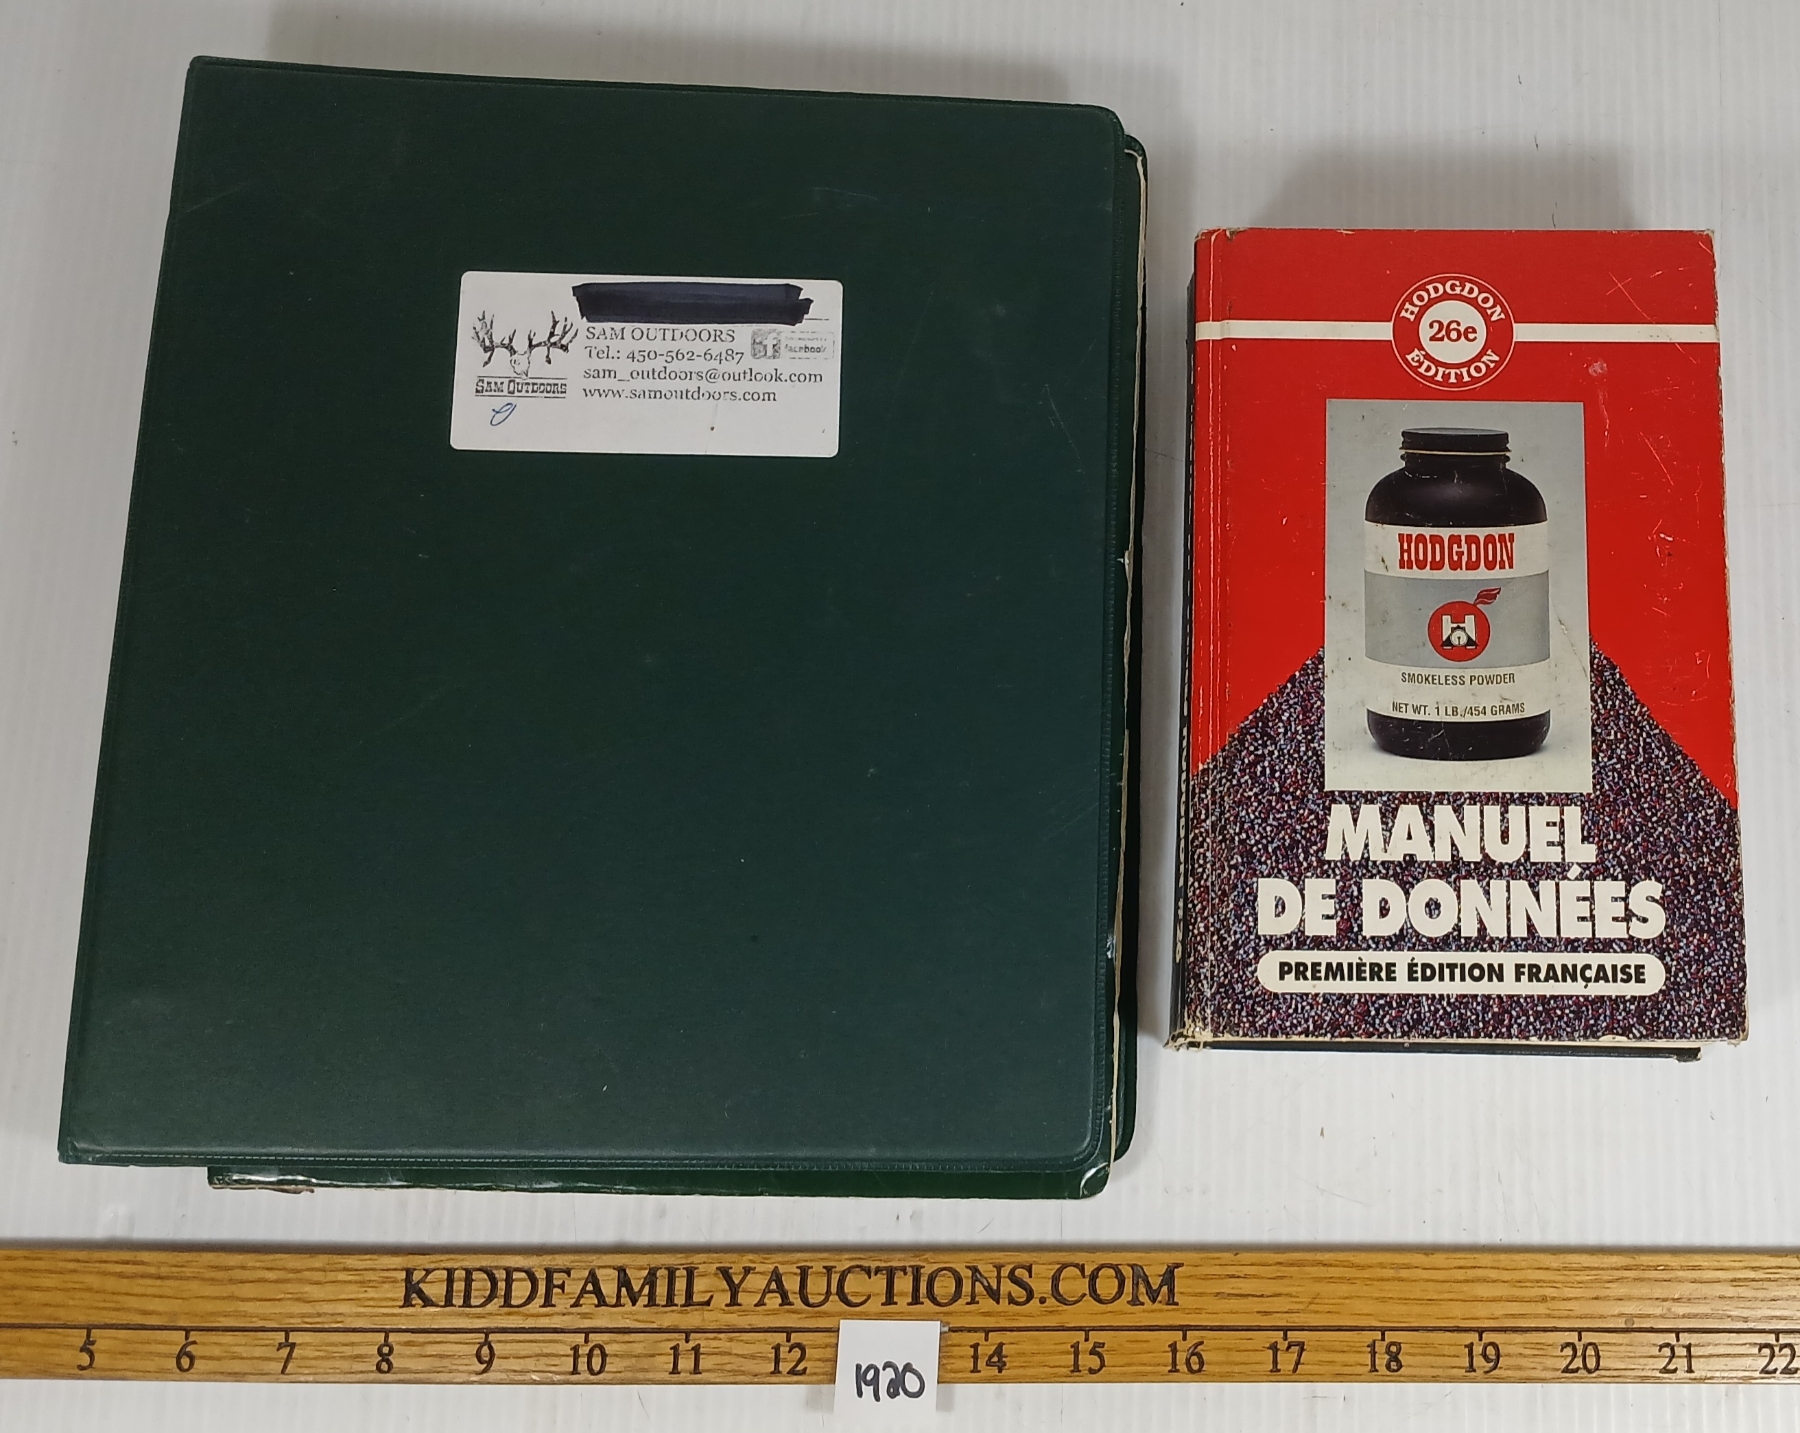 SAM OUTDOORS
Tel.: 450-562-6487
facebook
sam_outdoors@outlook.com
www.samoutdoors.com
SAM OUTDOORS
HODGDON
26e
ÉDITION
HODGDON
H
SMOKELESS POWDER
NET WT. 1 LB./454 GRAMS
MANUEL
DE DONNÉES
PREMIÈRE ÉDITION FRANÇAISE
KIDDFAMILYAUCTIONS.COM
5 6 7 8 9 10 11 12 14 15 16 17 18 19 20 21 22
1920